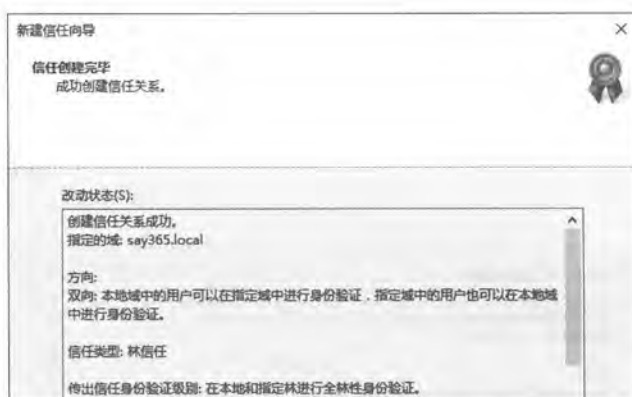 新建信任向导
信任创建完毕
成功创建信任关系。
改动状态(S):
创建信任关系成功。
指定的域: say365.local
方向:
双向: 本地域中的用户可以在指定域中进行身份验证，指定域中的用户也可以在本地域
中进行身份验证。
信任类型: 林信任
传出信任身份验证级别: 在本地和指定林进行全林性身份验证。